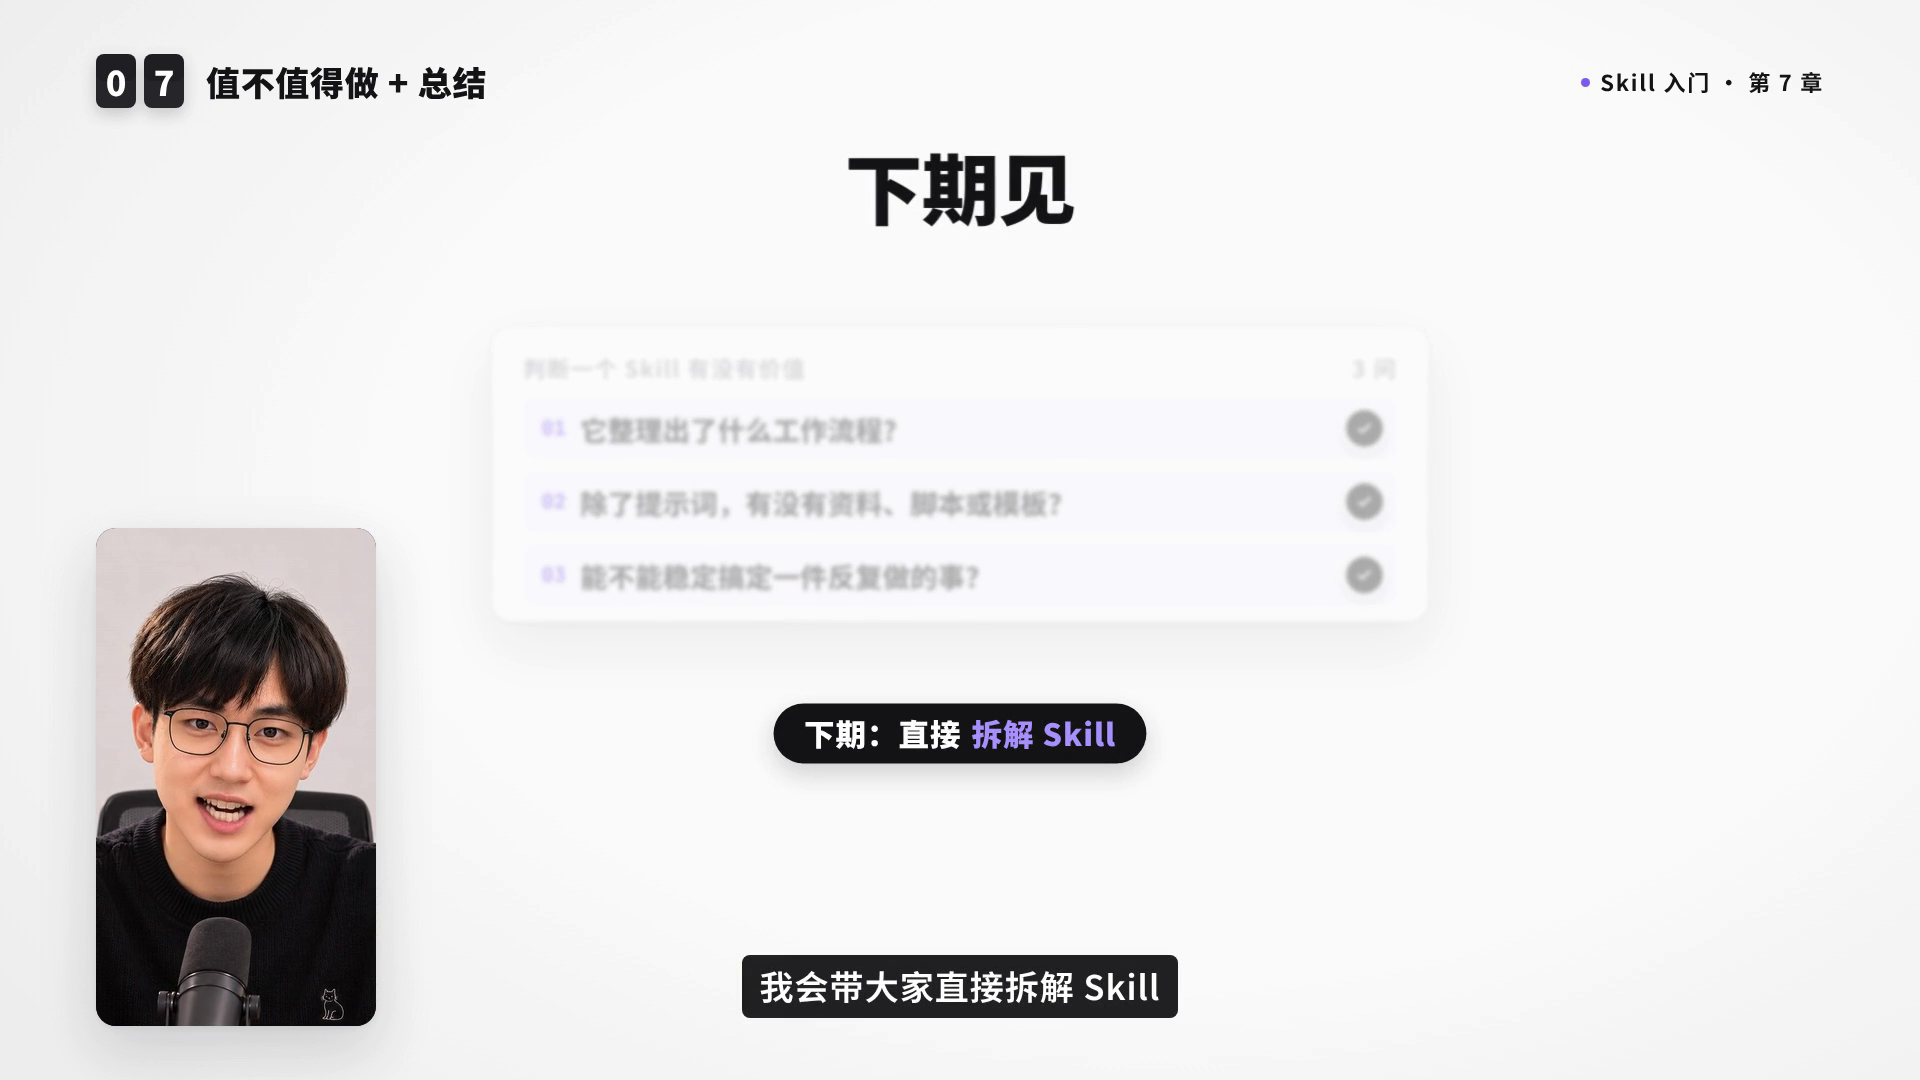 07 值不值得做 + 总结
Skill 入门 · 第 7 章
下期见
判断一个 Skill 有没有价值
3 问
01 它整理出了什么工作流程?
02 除了提示词，有没有资料、脚本或模板?
03 能不能稳定搞定一件反复做的事?
下期：直接 拆解 Skill
我会带大家直接拆解 Skill